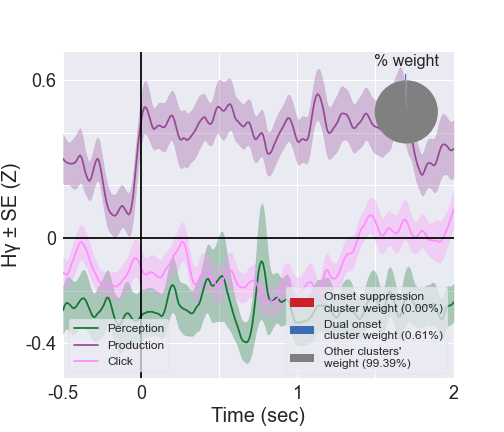 % weight
0.6
0
-0.4
Hγ ± SE (Z)
Perception
Production
Click
Onset suppression
cluster weight (0.00%)
Dual onset
cluster weight (0.61%)
Other clusters'
weight (99.39%)
-0.5
0
1
2
Time (sec)